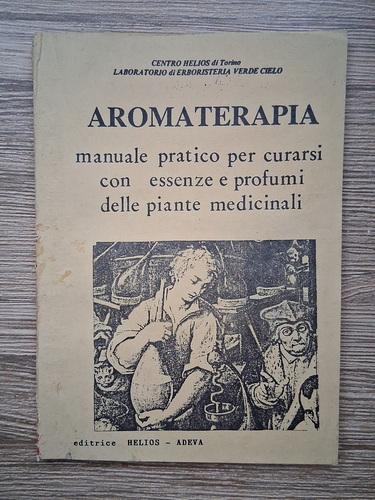 CENTRO HELIOS di Torino
LABORATORIO di ERBORISTERIA VERDE CIELO
AROMATERAPIA
manuale pratico per curarsi
con essenze e profumi
delle piante medicinali
editrice HELIOS - ADEVA